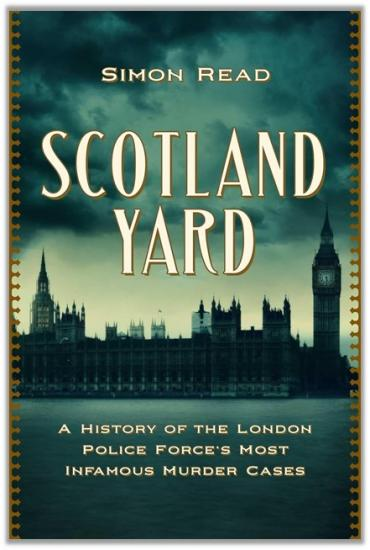 SIMON READ
SCOTLAND
YARD
A HISTORY OF THE LONDON
POLICE FORCE'S MOST
INFAMOUS MURDER CASES